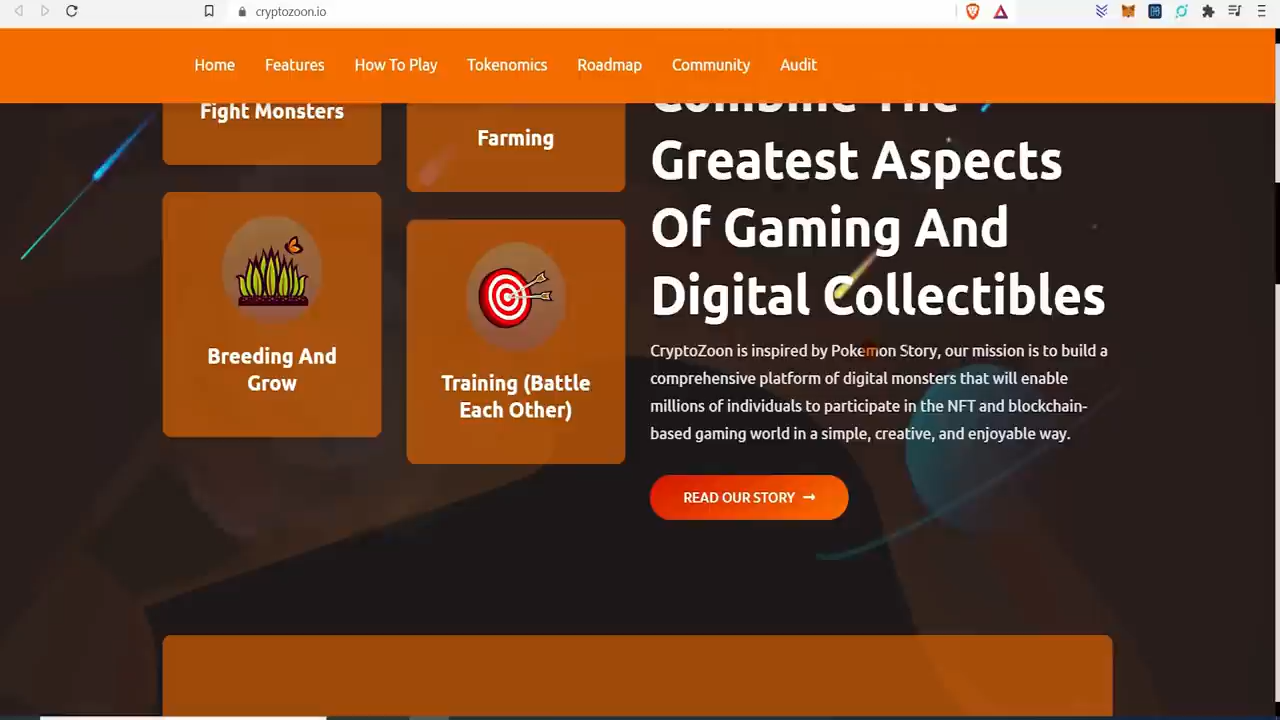 cryptozoon.io
Home Features How To Play Tokenomics Roadmap Community Audit
Fight Monsters
Farming
Breeding And
Grow
Training (Battle
Each Other)
Combine The
Greatest Aspects
Of Gaming And
Digital Collectibles
CryptoZoon is inspired by Pokemon Story, our mission is to build a
comprehensive platform of digital monsters that will enable
millions of individuals to participate in the NFT and blockchain-
based gaming world in a simple, creative, and enjoyable way.
READ OUR STORY